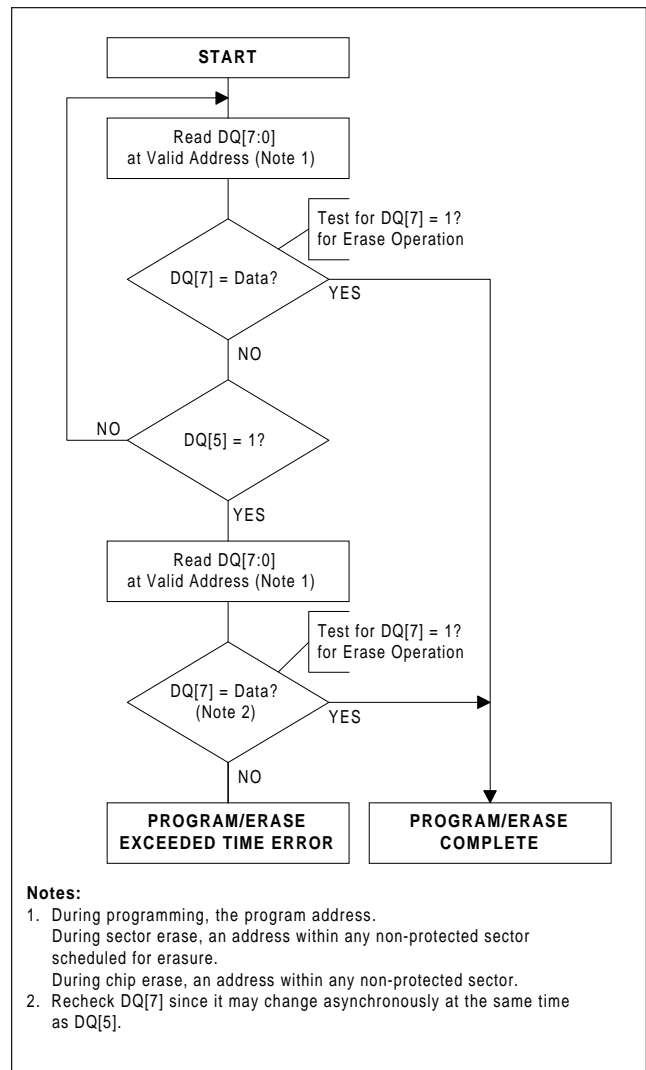 START
Read DQ[7:0]
at Valid Address (Note 1)
Test for DQ[7] = 1?
for Erase Operation
DQ[7] = Data?
YES
NO
NO
DQ[5] = 1?
YES
Read DQ[7:0]
at Valid Address (Note 1)
Test for DQ[7] = 1?
for Erase Operation
DQ[7] = Data?
(Note 2)
YES
NO
PROGRAM/ERASE
EXCEEDED TIME ERROR
PROGRAM/ERASE
COMPLETE
Notes:
1. During programming, the program address.
During sector erase, an address within any non-protected sector
scheduled for erasure.
During chip erase, an address within any non-protected sector.
2. Recheck DQ[7] since it may change asynchronously at the same time
as DQ[5].